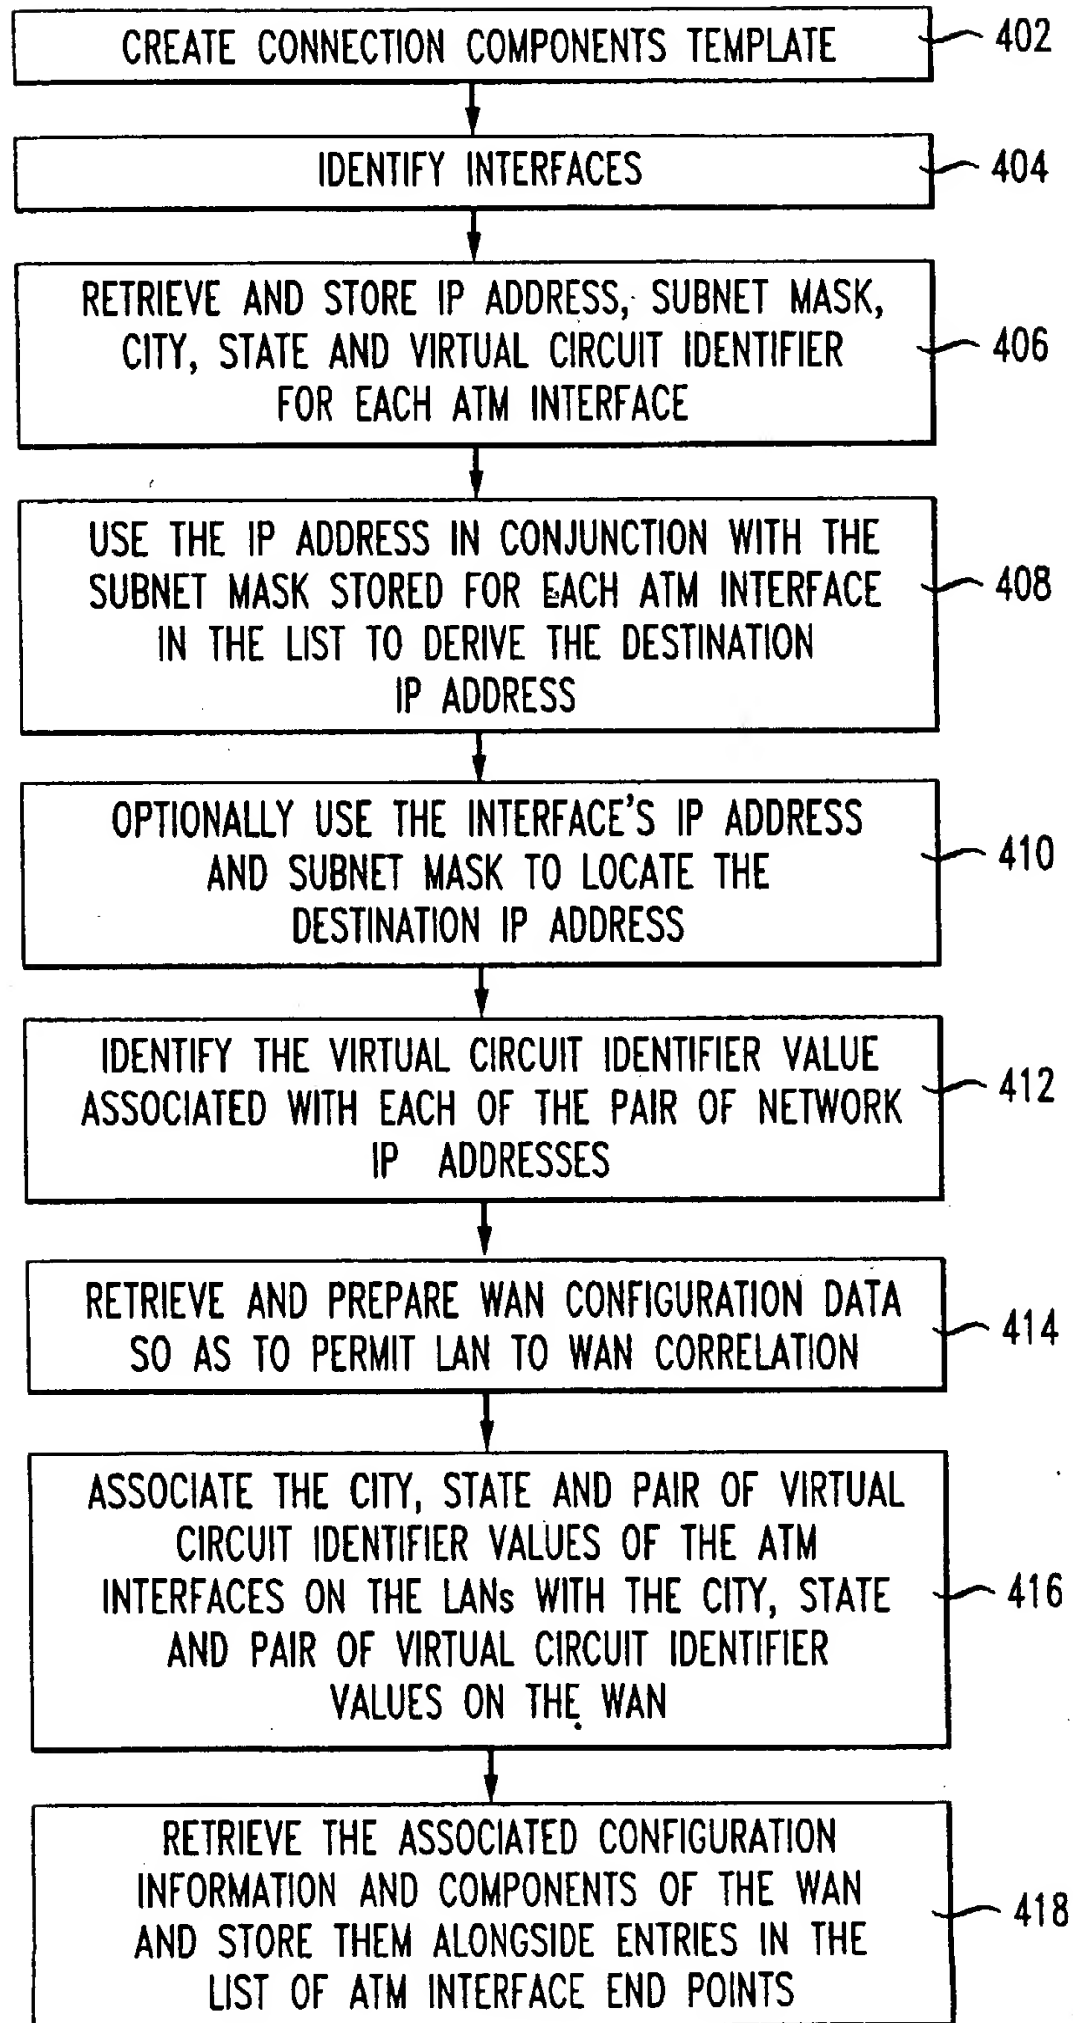 CREATE CONNECTION COMPONENTS TEMPLATE 402
IDENTIFY INTERFACES 404
RETRIEVE AND STORE IP ADDRESS, SUBNET MASK,
CITY, STATE AND VIRTUAL CIRCUIT IDENTIFIER 406
FOR EACH ATM INTERFACE
USE THE IP ADDRESS IN CONJUNCTION WITH THE
SUBNET MASK STORED FOR EACH ATM INTERFACE 408
IN THE LIST TO DERIVE THE DESTINATION
IP ADDRESS
OPTIONALLY USE THE INTERFACE'S IP ADDRESS
AND SUBNET MASK TO LOCATE THE 410
DESTINATION IP ADDRESS
IDENTIFY THE VIRTUAL CIRCUIT IDENTIFIER VALUE
ASSOCIATED WITH EACH OF THE PAIR OF NETWORK 412
IP ADDRESSES
RETRIEVE AND PREPARE WAN CONFIGURATION DATA
SO AS TO PERMIT LAN TO WAN CORRELATION 414
ASSOCIATE THE CITY, STATE AND PAIR OF VIRTUAL
CIRCUIT IDENTIFIER VALUES OF THE ATM
INTERFACES ON THE LANs WITH THE CITY, STATE 416
AND PAIR OF VIRTUAL CIRCUIT IDENTIFIER
VALUES ON THE WAN
RETRIEVE THE ASSOCIATED CONFIGURATION
INFORMATION AND COMPONENTS OF THE WAN 418
AND STORE THEM ALONGSIDE ENTRIES IN THE
LIST OF ATM INTERFACE END POINTS